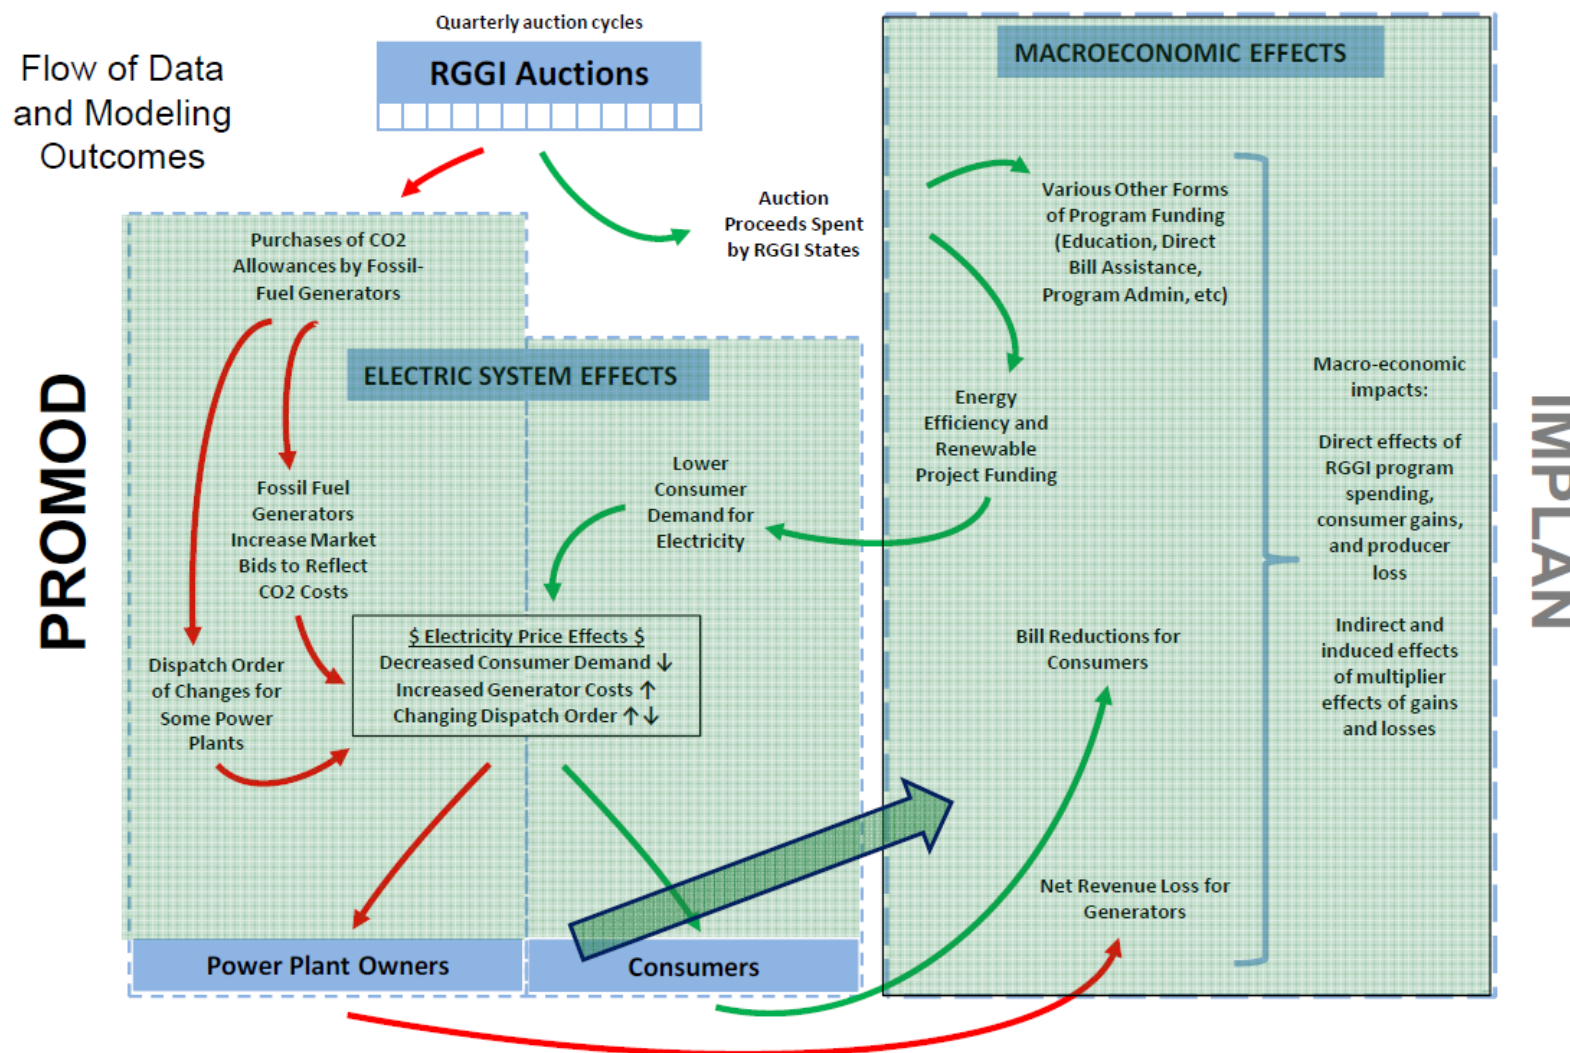 Flow of Data
and Modeling
Outcomes
Quarterly auction cycles
RGGI Auctions
MACROECONOMIC EFFECTS
Auction
Proceeds Spent
by RGGI States
Various Other Forms
of Program Funding
(Education, Direct
Bill Assistance,
Program Admin, etc)
Purchases of CO2
Allowances by Fossil-
Fuel Generators
PROMOD
ELECTRIC SYSTEM EFFECTS
Energy
Efficiency and
Renewable
Project Funding
Macro-economic
impacts:
Direct effects of
RGGI program
spending,
consumer gains,
and producer
loss
Indirect and
induced effects
of multiplier
effects of gains
and losses
IMPLAN
Lower
Consumer
Demand for
Electricity
Fossil Fuel
Generators
Increase Market
Bids to Reflect
CO2 Costs
$ Electricity Price Effects $
Decreased Consumer Demand ↓
Increased Generator Costs ↑
Changing Dispatch Order ↑↓
Dispatch Order
of Changes for
Some Power
Plants
Bill Reductions for
Consumers
Net Revenue Loss for
Generators
Power Plant Owners
Consumers